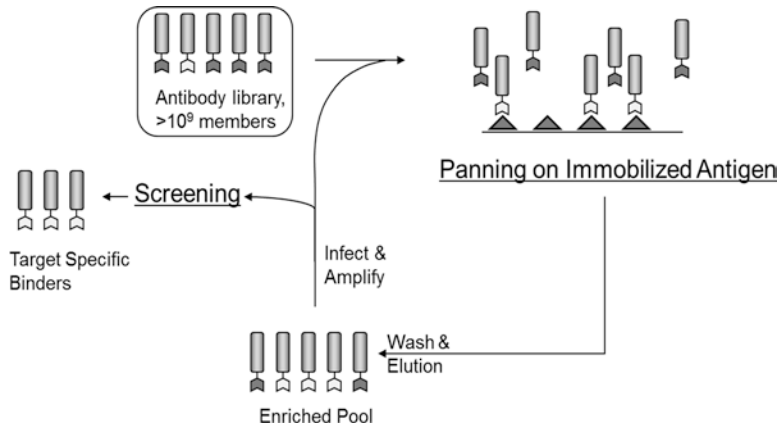 Antibody library,
>10⁹ members
Panning on Immobilized Antigen
Screening
Target Specific
Binders
Infect &
Amplify
Wash &
Elution
Enriched Pool